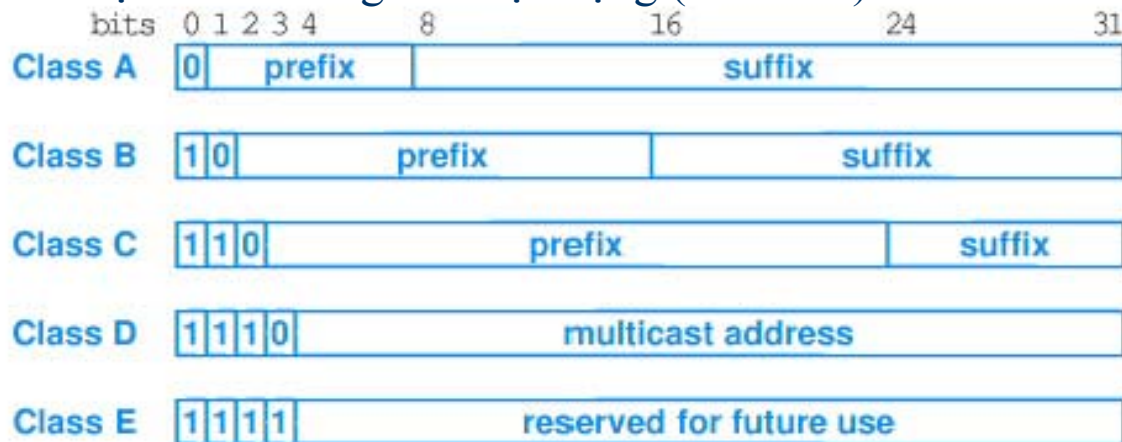 bits 0 1 2 3 4 8 16 24 31
Class A 0 prefix suffix
Class B 1 0 prefix suffix
Class C 1 1 0 prefix suffix
Class D 1 1 1 0 multicast address
Class E 1 1 1 1 reserved for future use